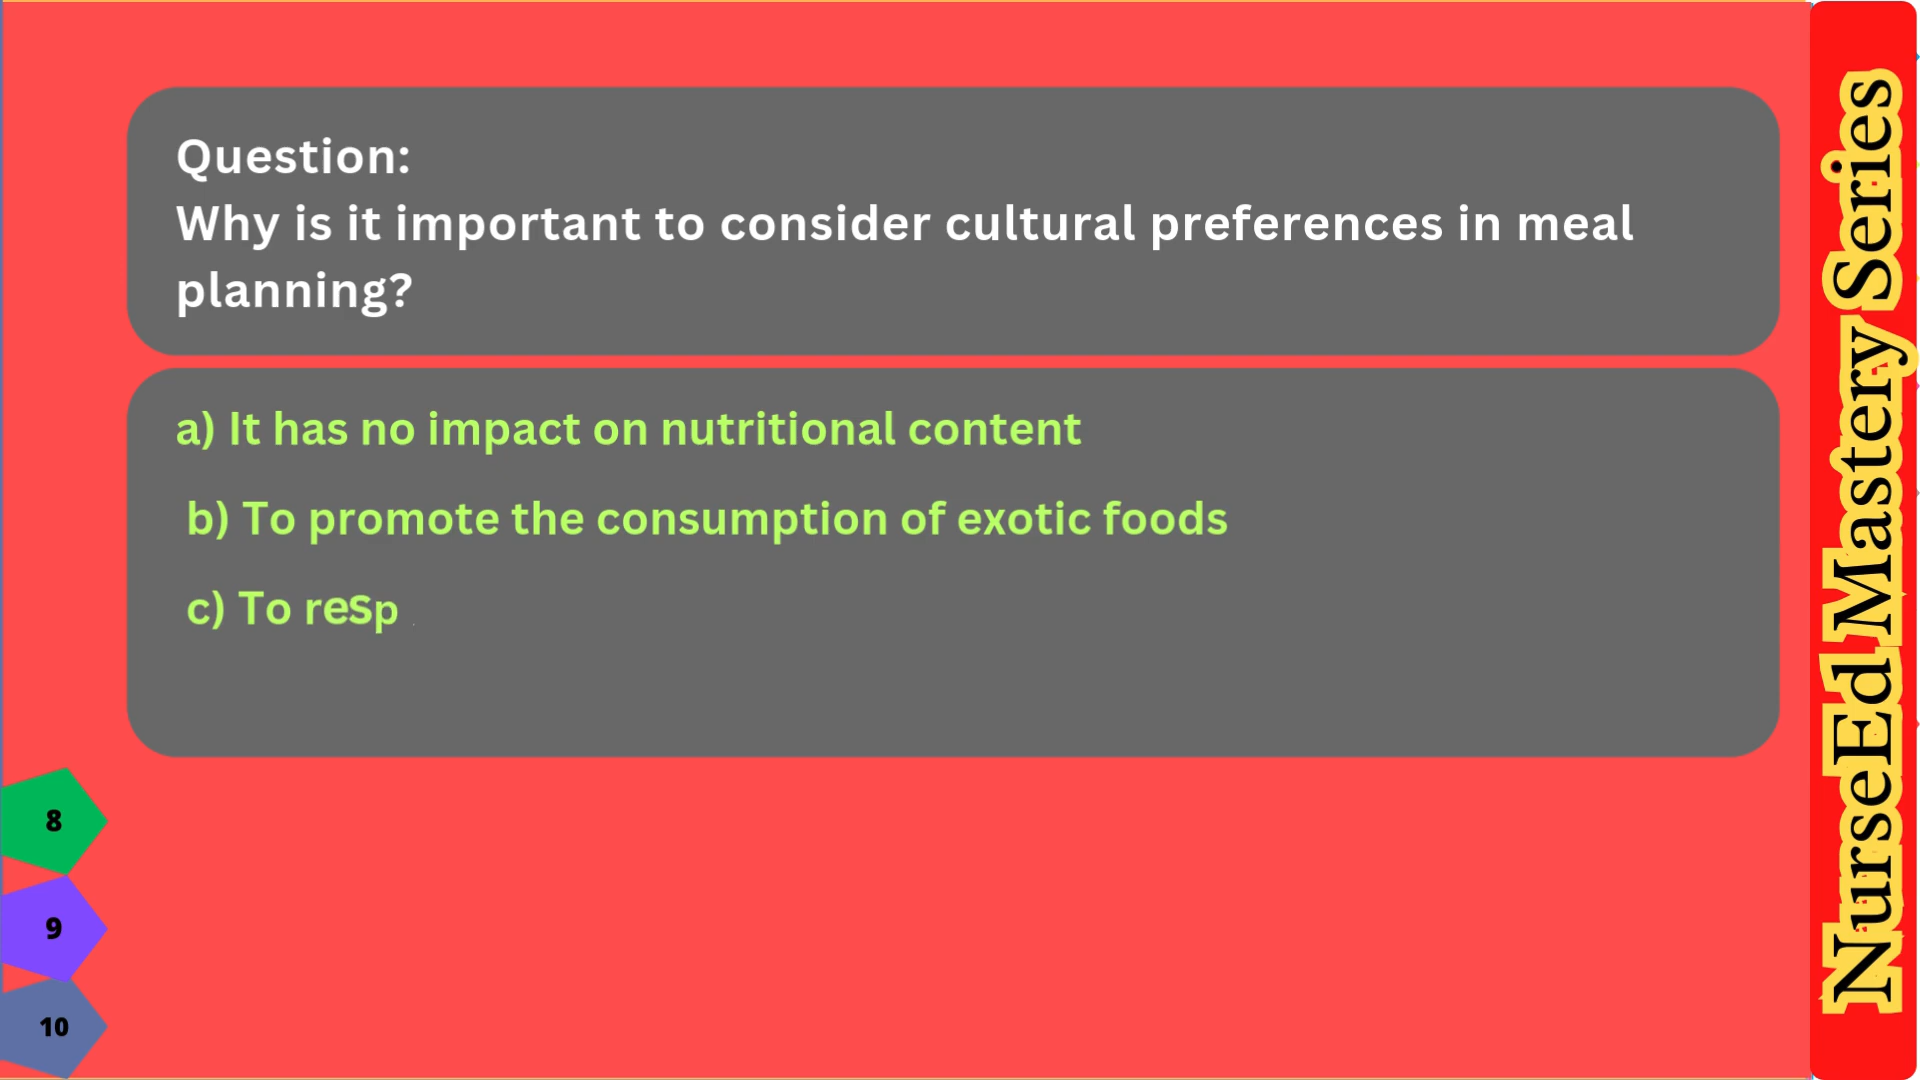 Question:
Why is it important to consider cultural preferences in meal
planning?
a) It has no impact on nutritional content
b) To promote the consumption of exotic foods
c) To resp
8
9
10
NurseEd Mastery Series